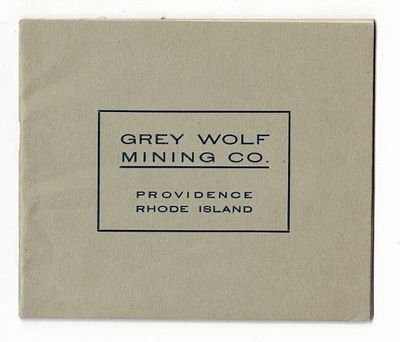 GREY WOLF
MINING CO.
PROVIDENCE
RHODE ISLAND